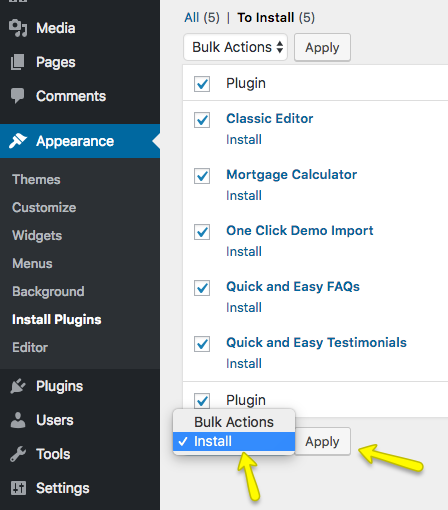 Media
Pages
Comments
Appearance
Themes
Customize
Widgets
Menus
Background
Install Plugins
Editor
Plugins
Users
Tools
Settings
All (5) | To Install (5)
Bulk Actions
Apply
Plugin
Classic Editor
Install
Mortgage Calculator
Install
One Click Demo Import
Install
Quick and Easy FAQs
Install
Quick and Easy Testimonials
Install
Plugin
Bulk Actions
✓ Install
Apply